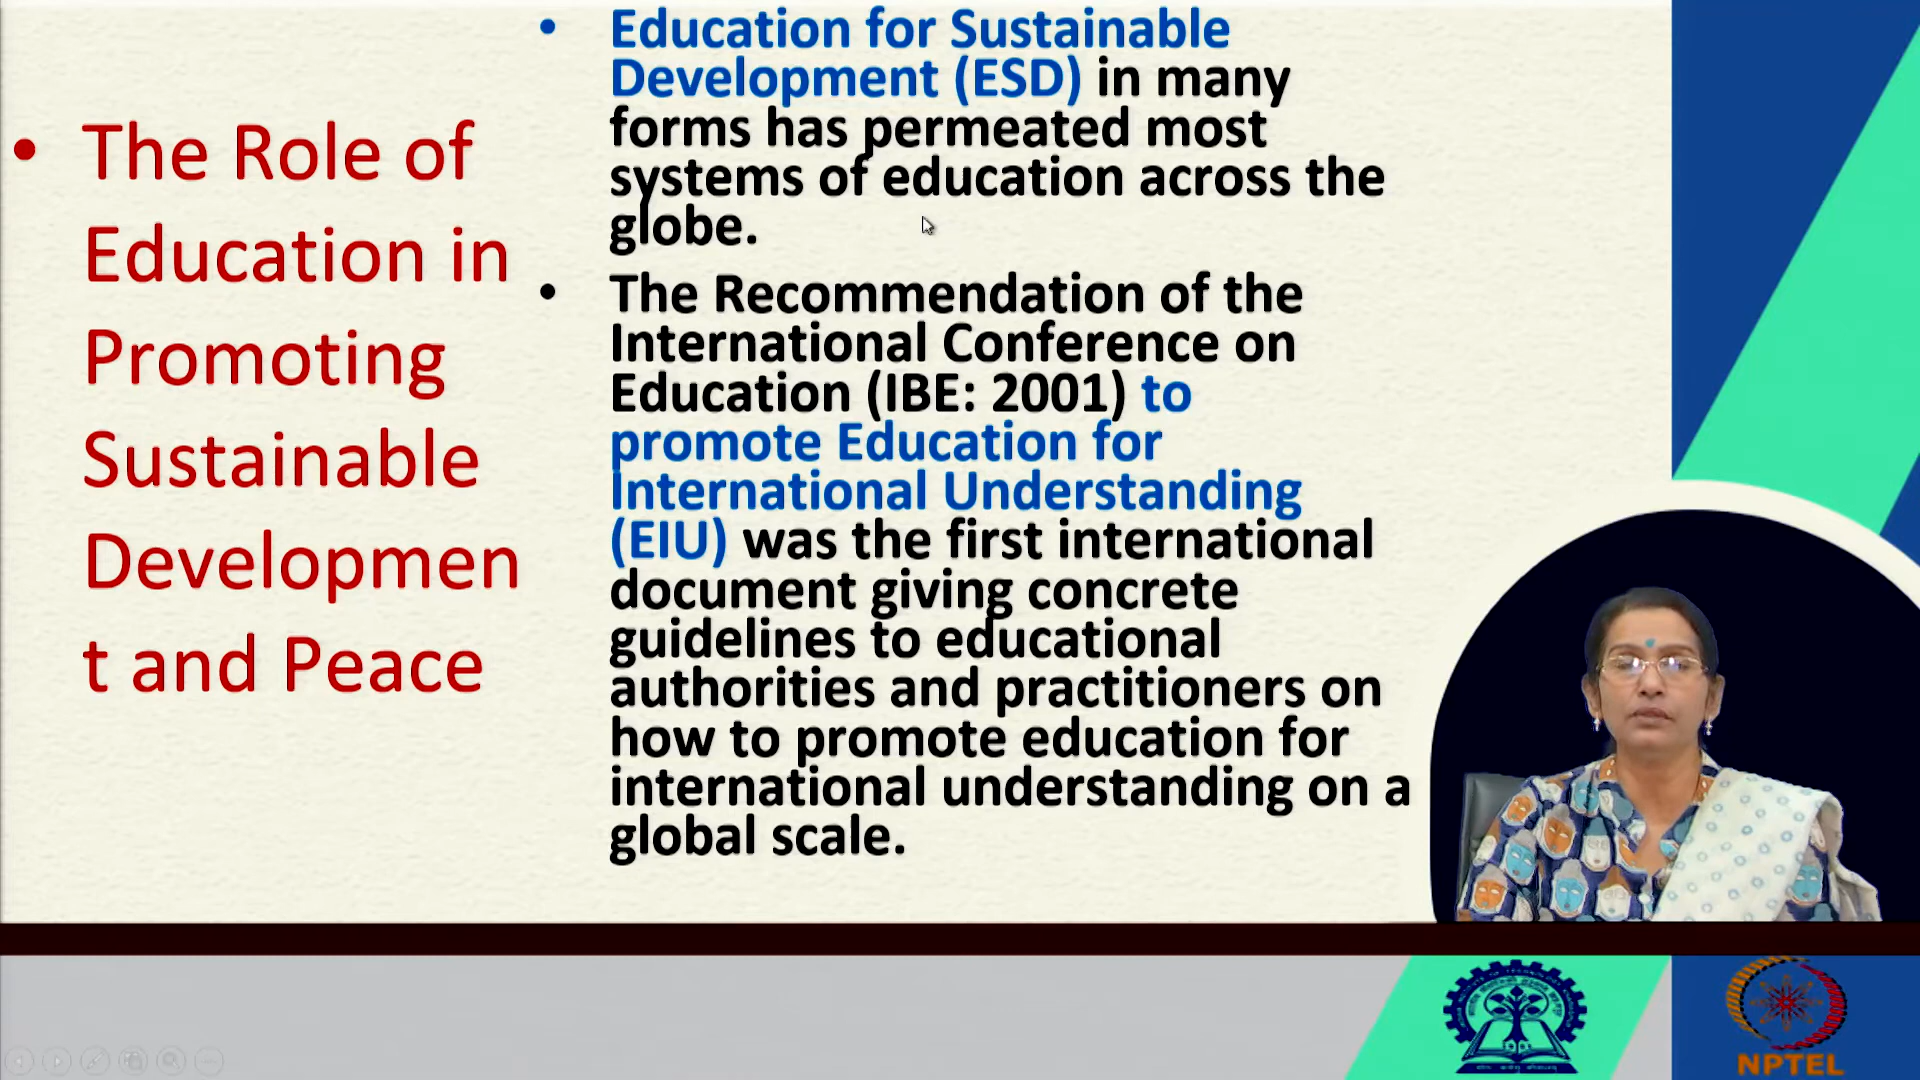 • The Role of
Education in
Promoting
Sustainable
Developmen
t and Peace
• Education for Sustainable
Development (ESD) in many
forms has permeated most
systems of education across the
globe.
• The Recommendation of the
International Conference on
Education (IBE: 2001) to
promote Education for
International Understanding
(EIU) was the first international
document giving concrete
guidelines to educational
authorities and practitioners on
how to promote education for
international understanding on a
global scale.
NPTEL